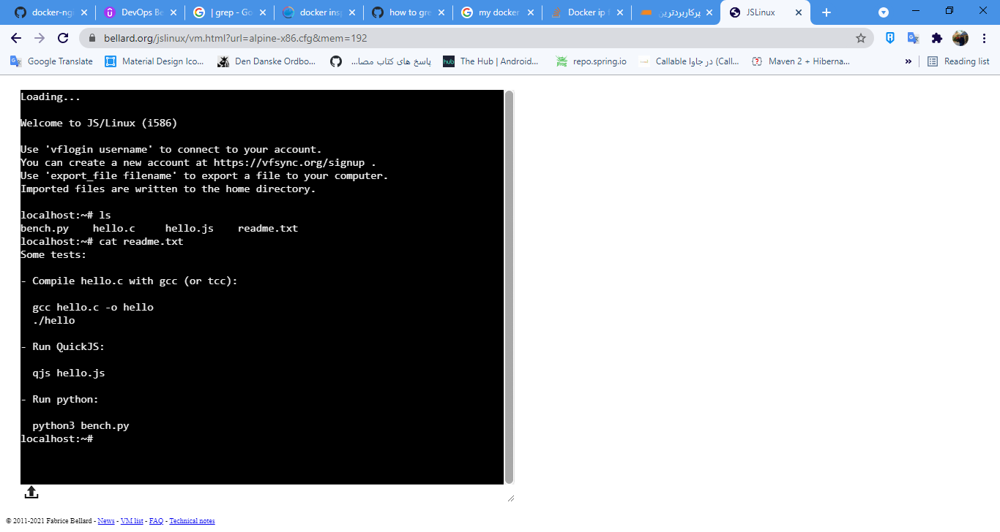 docker-ng
DevOps Be
| grep - Go
docker insp
how to gre
my docker
Docker ip
پرکاربردترین
JSLinux
bellard.org/jslinux/vm.html?url=alpine-x86.cfg&mem=192
Google Translate
Material Design Ico...
Den Danske Ordbo...
پاسخ های کتاب مصا...
hub
The Hub | Android...
repo.spring.io
Callable در جاوا (Call...
Maven 2 + Hiberna...
»
Reading list
Loading...
Welcome to JS/Linux (i586)
Use 'vflogin username' to connect to your account.
You can create a new account at https://vfsync.org/signup .
Use 'export_file filename' to export a file to your computer.
Imported files are written to the home directory.
localhost:~# ls
bench.py    hello.c     hello.js    readme.txt
localhost:~# cat readme.txt
Some tests:
- Compile hello.c with gcc (or tcc):
  gcc hello.c -o hello
  ./hello
- Run QuickJS:
  qjs hello.js
- Run python:
  python3 bench.py
localhost:~#
© 2011-2021 Fabrice Bellard - News - VM list - FAQ - Technical notes